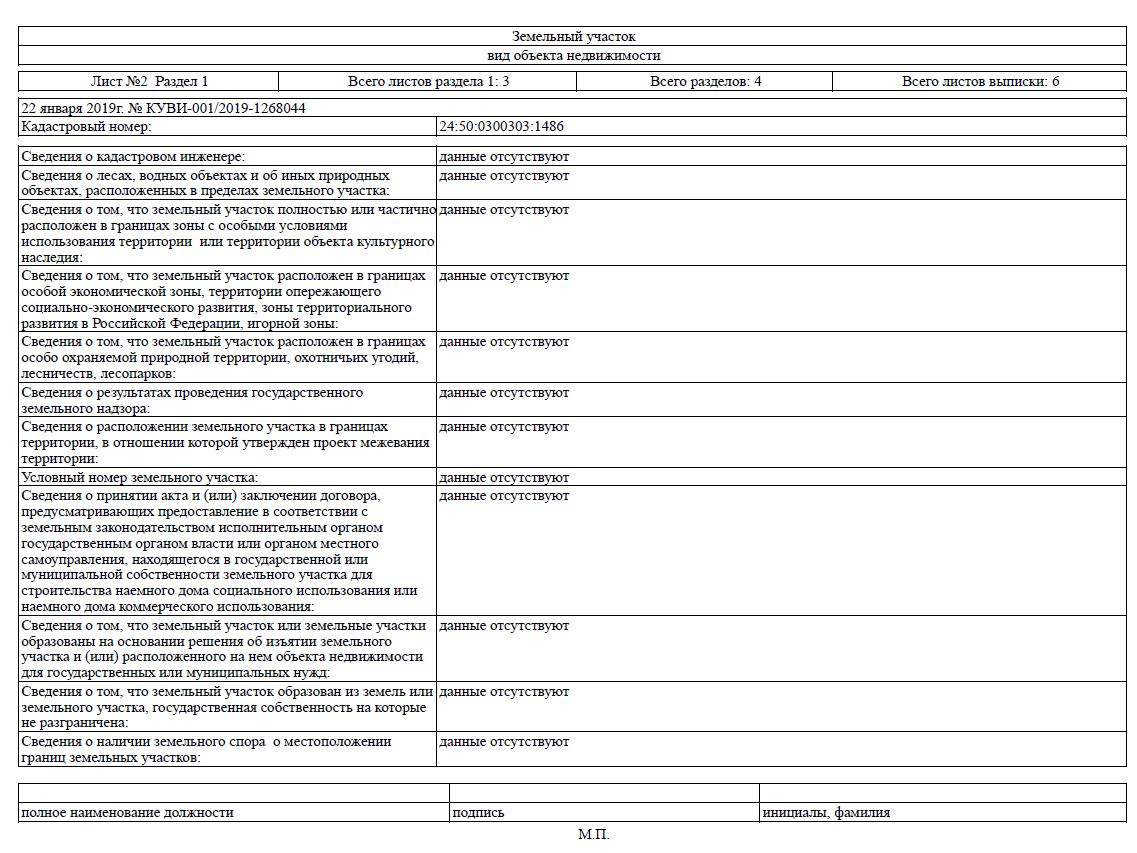 Земельный участок
вид объекта недвижимости
Лист №2 Раздел 1 Всего листов раздела 1: 3 Всего разделов: 4 Всего листов выписки: 6
22 января 2019г. № КУВИ-001/2019-1268044
Кадастровый номер: 24:50:0300303:1486
Сведения о кадастровом инженере: данные отсутствуют
Сведения о лесах, водных объектах и об иных природных данные отсутствуют
объектах, расположенных в пределах земельного участка:
Сведения о том, что земельный участок полностью или частично данные отсутствуют
расположен в границах зоны с особыми условиями
использования территории или территории объекта культурного
наследия:
Сведения о том, что земельный участок расположен в границах данные отсутствуют
особой экономической зоны, территории опережающего
социально-экономического развития, зоны территориального
развития в Российской Федерации, игорной зоны:
Сведения о том, что земельный участок расположен в границах данные отсутствуют
особо охраняемой природной территории, охотничьих угодий,
лесничеств, лесопарков:
Сведения о результатах проведения государственного данные отсутствуют
земельного надзора:
Сведения о расположении земельного участка в границах данные отсутствуют
территории, в отношении которой утвержден проект межевания
территории:
Условный номер земельного участка: данные отсутствуют
Сведения о принятии акта и (или) заключении договора, данные отсутствуют
предусматривающих предоставление в соответствии с
земельным законодательством исполнительным органом
государственным органом власти или органом местного
самоуправления, находящегося в государственной или
муниципальной собственности земельного участка для
строительства наемного дома социального использования или
наемного дома коммерческого использования:
Сведения о том, что земельный участок или земельные участки данные отсутствуют
образованы на основании решения об изъятии земельного
участка и (или) расположенного на нем объекта недвижимости
для государственных или муниципальных нужд:
Сведения о том, что земельный участок образован из земель или данные отсутствуют
земельного участка, государственная собственность на которые
не разграничена:
Сведения о наличии земельного спора о местоположении данные отсутствуют
границ земельных участков:
полное наименование должности подпись инициалы, фамилия
М.П.